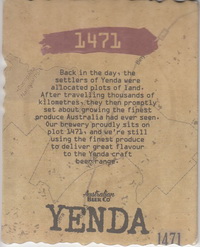 1471
Back in the day, the
settlers of Yenda were
allocated plots of land.
After travelling thousands of
kilometres, they then promptly
set about growing the finest
produce Australia had ever seen.
Our brewery proudly sits on
plot 1471, and we're still
using the finest produce
to deliver great flavour
to the Yenda craft
beer range.
Australian
BEER CO
YENDA
1471